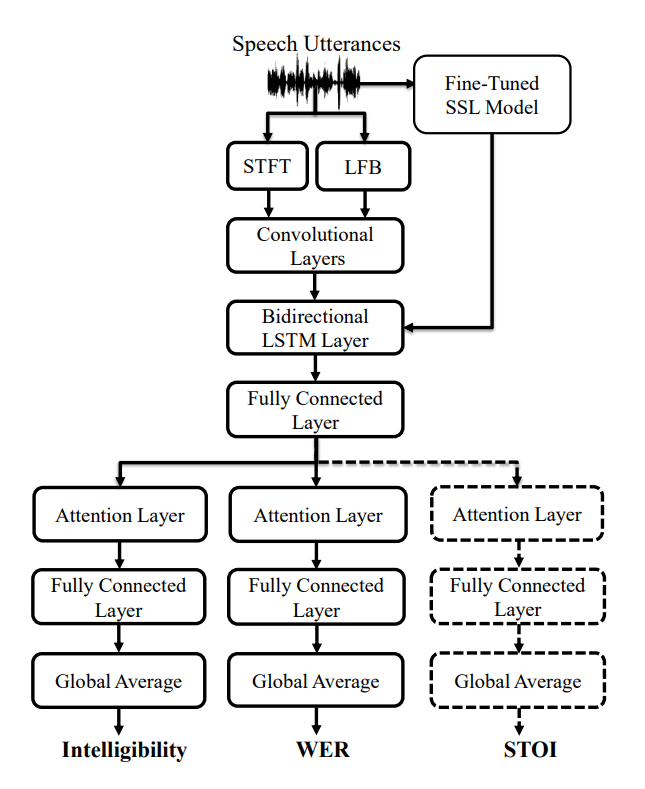 Speech Utterances
Fine-Tuned
SSL Model
STFT
LFB
Convolutional
Layers
Bidirectional
LSTM Layer
Fully Connected
Layer
Attention Layer
Attention Layer
Attention Layer
Fully Connected
Layer
Fully Connected
Layer
Fully Connected
Layer
Global Average
Global Average
Global Average
Intelligibility
WER
STOI